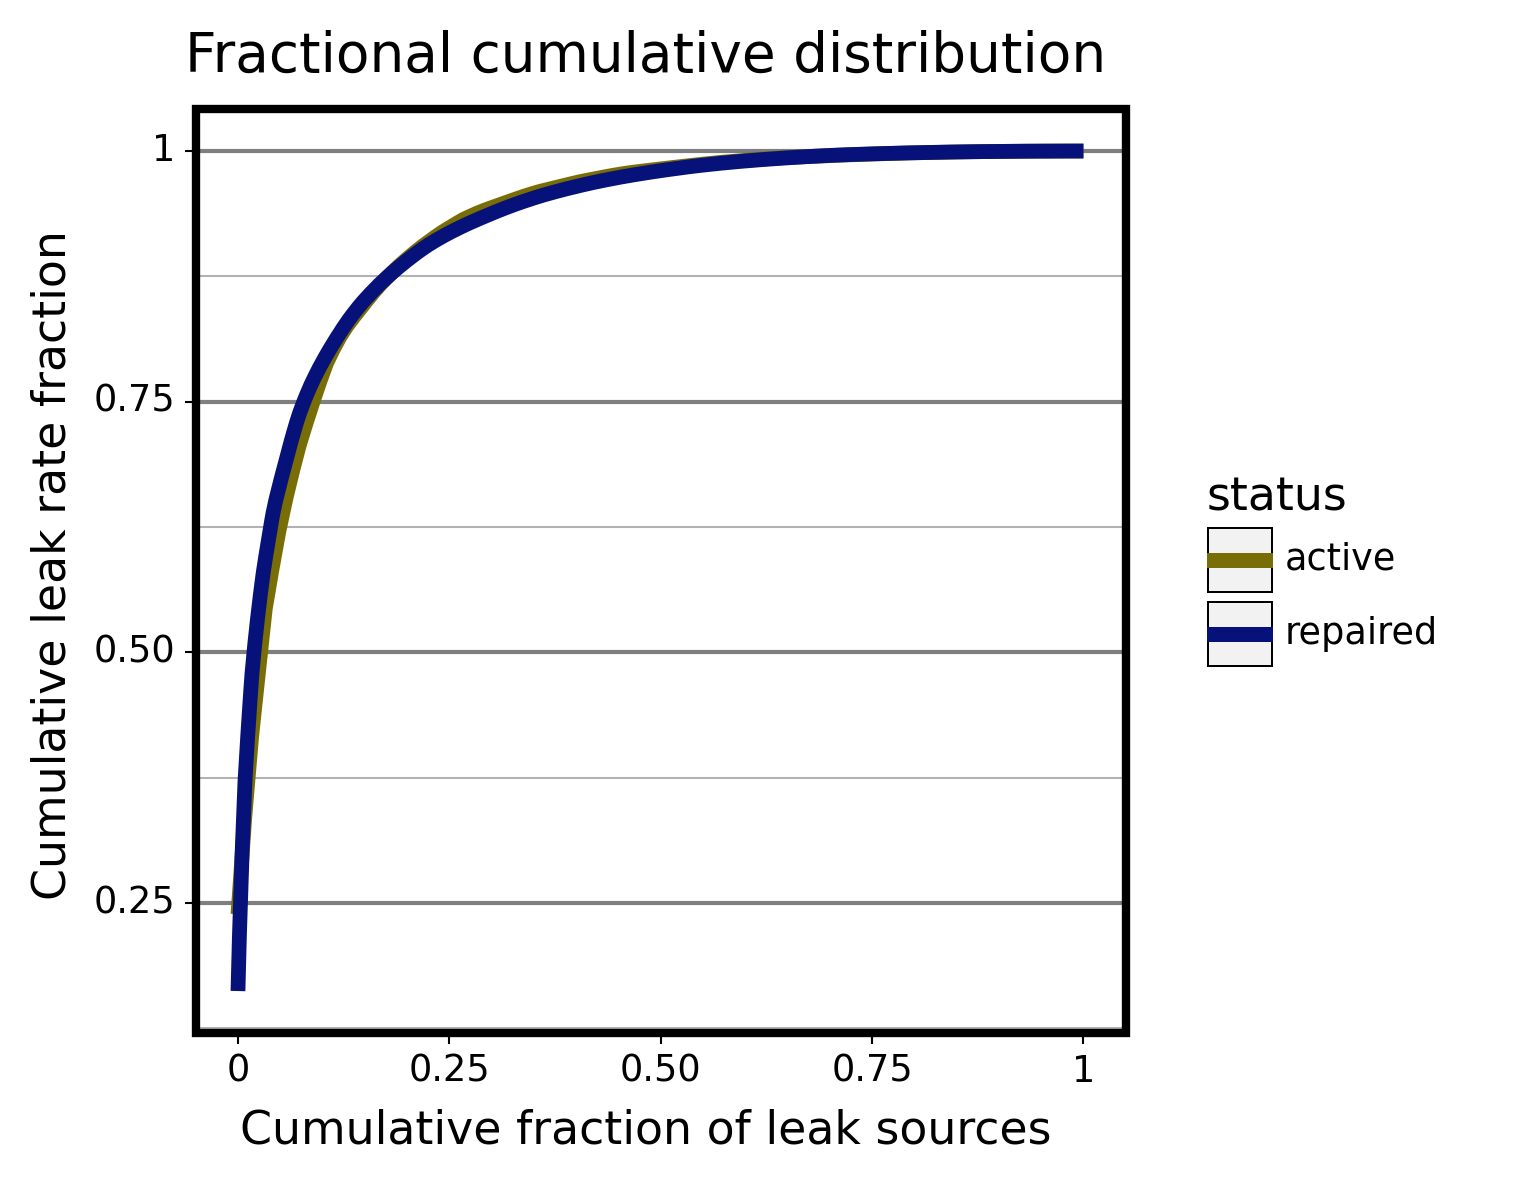 Fractional cumulative distribution
Cumulative leak rate fraction
1
0.75
0.50
0.25
0 0.25 0.50 0.75 1
Cumulative fraction of leak sources
status
active
repaired